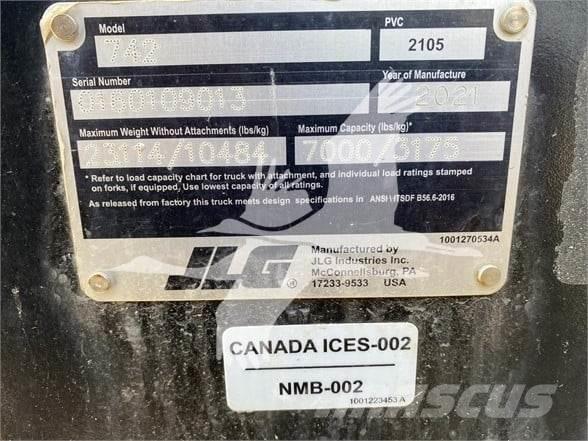 Model
742
PVC
2105
Serial Number
0160109013
Year of Manufacture
2021
Maximum Weight Without Attachments (lbs/kg)
23114/10484
Maximum Capacity (lbs/kg)*
7000/3175
*Refer to load capacity chart for truck with attachment, and individual load ratings stamped
on forks, if equipped. Use lowest capacity of all ratings.
As released from factory this truck meets design specifications in ANSI\ITSDF B56.6-2016
JLG®
Manufactured by
JLG Industries Inc.
McConnellsburg, PA
17233-9533 USA
1001270534A
CANADA ICES-002
NMB-002
1001223453 A
Mascus